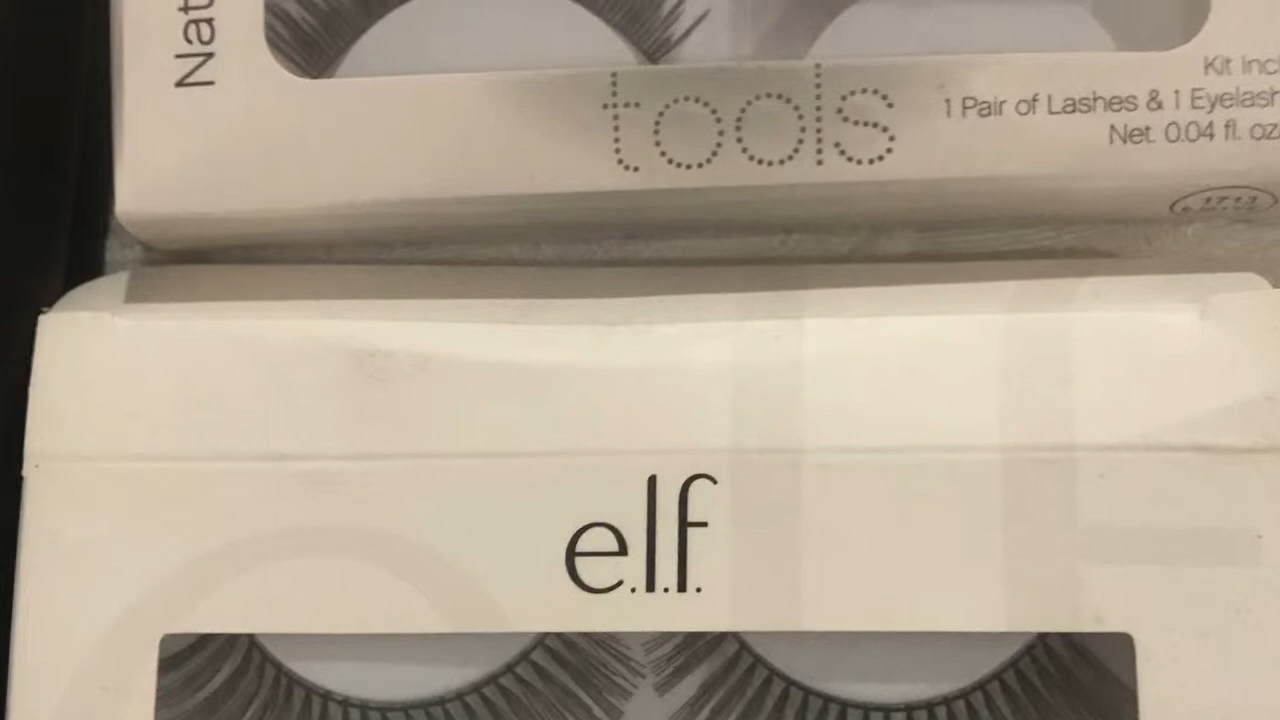 Nat
tools
Kit Incl
1 Pair of Lashes & 1 Eyelash
Net. 0.04 fl. oz
e.l.f.